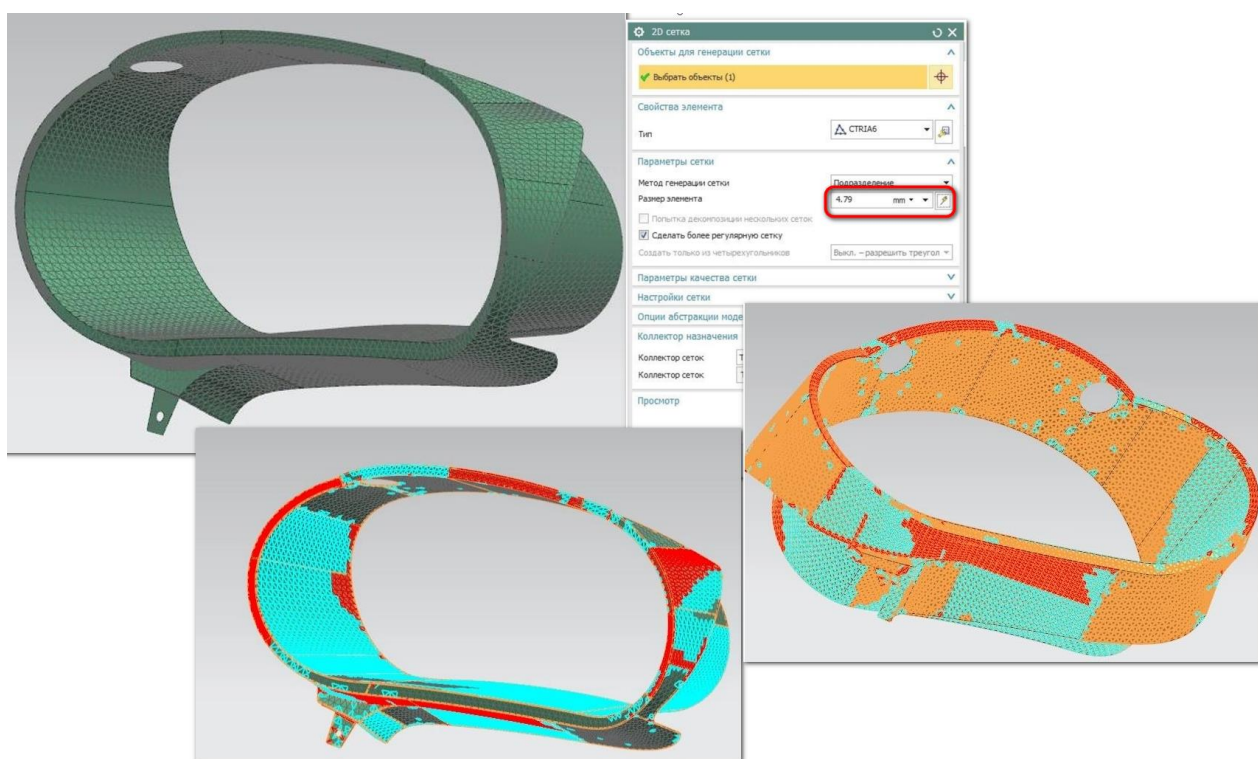 2D сетка
Объекты для генерации сетки
Выбрать объекты (1)
Свойства элемента
Тип CTRIA6
Параметры сетки
Метод генерации сетки Подразделение
Размер элемента 4.79 mm
Попытка декомпозиции нескольких сеток
Сделать более регулярную сетку
Создать только из четырехугольников Выкл. – разрешить треугол
Параметры качества сетки
Настройки сетки
Опции абстракции моде
Коллектор назначения
Коллектор сеток
Коллектор сеток
Просмотр